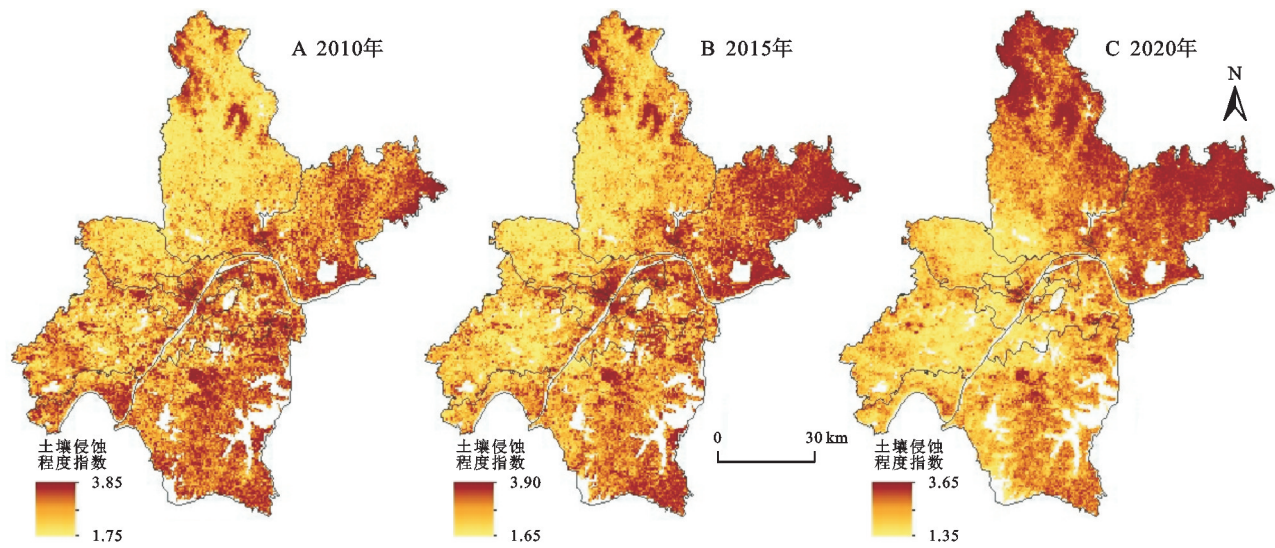 A 2010年
B 2015年
C 2020年
N
土壤侵蚀
程度指数
3.85
1.75
土壤侵蚀
程度指数
3.90
1.65
0 30 km
土壤侵蚀
程度指数
3.65
1.35